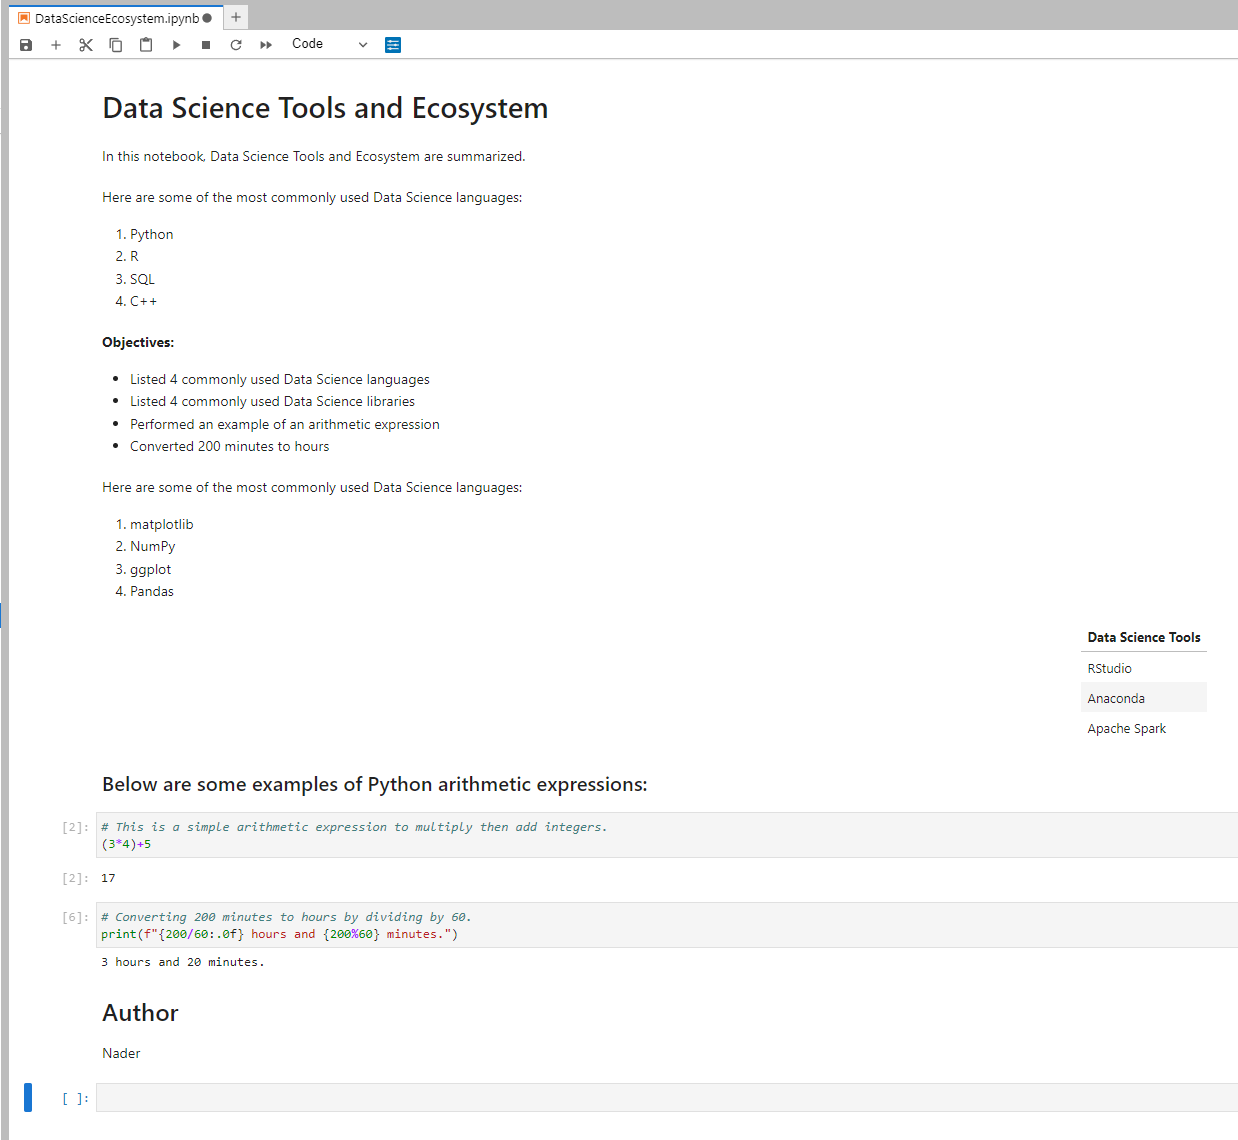 DataScienceEcosystem.ipynb
Code
Data Science Tools and Ecosystem
In this notebook, Data Science Tools and Ecosystem are summarized.
Here are some of the most commonly used Data Science languages:
1. Python
2. R
3. SQL
4. C++
Objectives:
• Listed 4 commonly used Data Science languages
• Listed 4 commonly used Data Science libraries
• Performed an example of an arithmetic expression
• Converted 200 minutes to hours
Here are some of the most commonly used Data Science languages:
1. matplotlib
2. NumPy
3. ggplot
4. Pandas
Data Science Tools
RStudio
Anaconda
Apache Spark
Below are some examples of Python arithmetic expressions:
[2]: # This is a simple arithmetic expression to multiply then add integers.
(3*4)+5
[2]: 17
[6]: # Converting 200 minutes to hours by dividing by 60.
print(f"{200/60:.0f} hours and {200%60} minutes.")
3 hours and 20 minutes.
Author
Nader
[ ]: